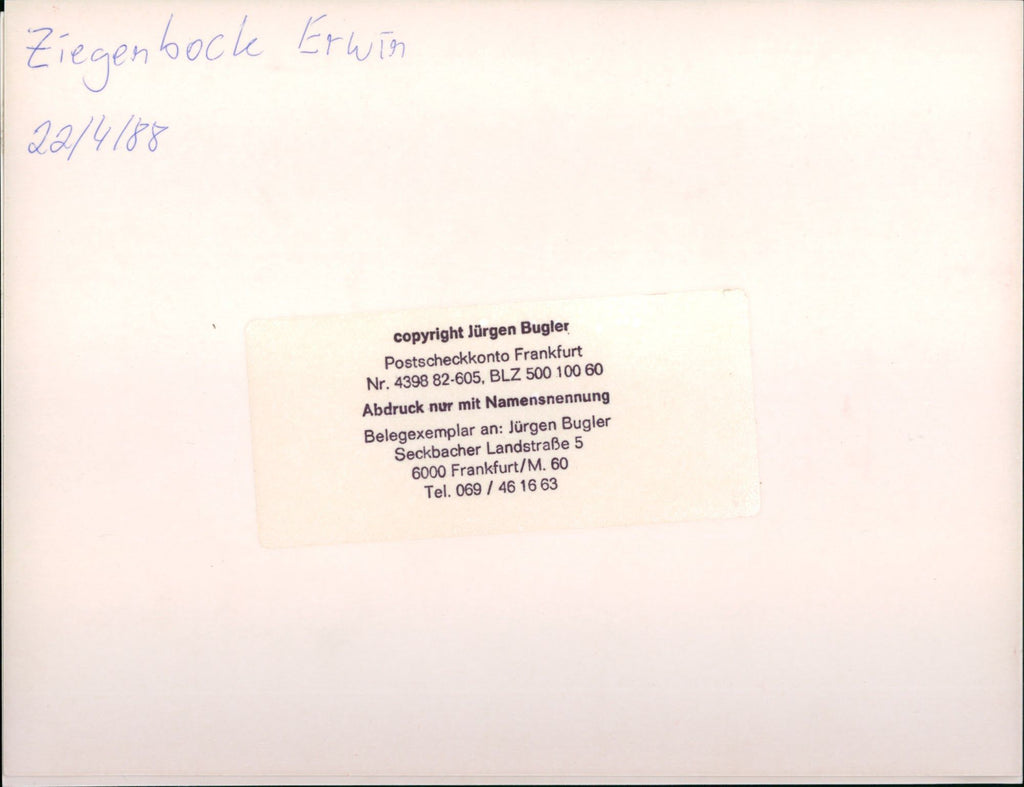 Ziegenbock Erwin
22/4/88
copyright Jürgen Bugler
Postscheckkonto Frankfurt
Nr. 4398 82-605, BLZ 500 100 60
Abdruck nur mit Namensnennung
Belegexemplar an: Jürgen Bugler
Seckbacher Landstraße 5
6000 Frankfurt/M. 60
Tel. 069 / 46 16 63